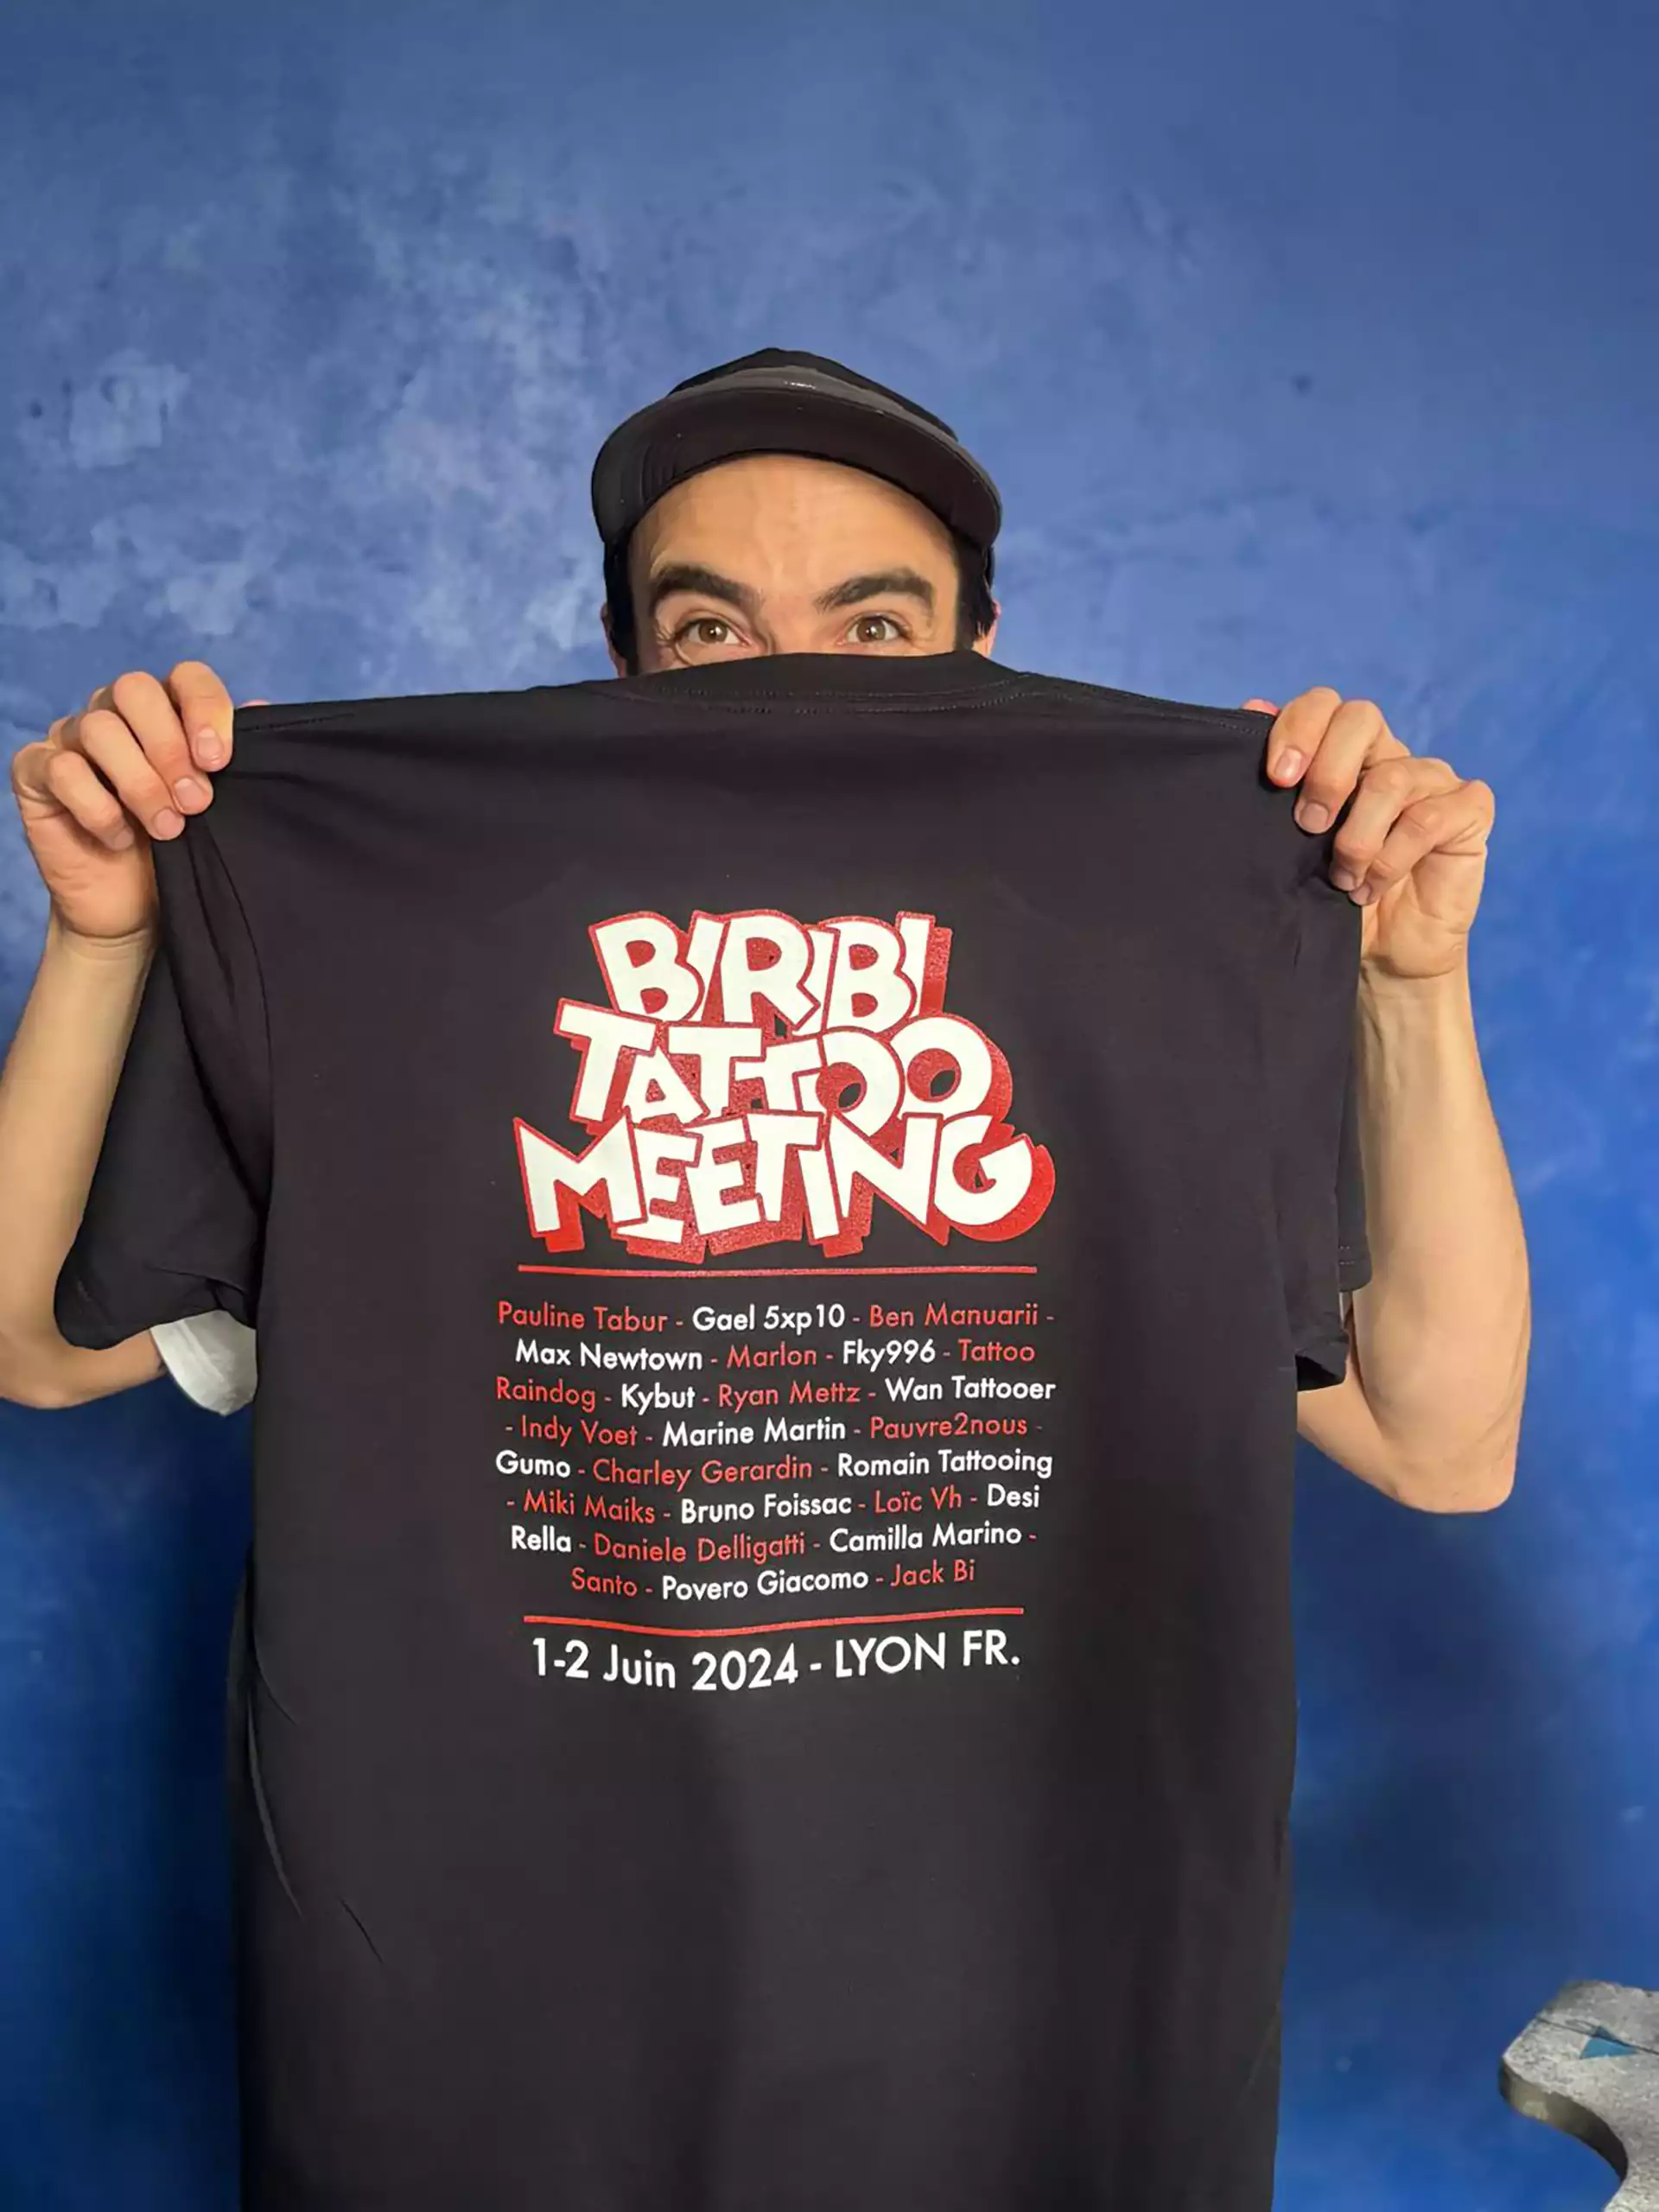 BIRIBI
TATTOO
MEETING
Pauline Tabur - Gael 5xp10 - Ben Manuarii -
Max Newtown - Marlon - Fky996 - Tattoo
Raindog - Kybut - Ryan Mettz - Wan Tattooer
- Indy Voet - Marine Martin - Pauvre2nous -
Gumo - Charley Gerardin - Romain Tattooing
- Miki Maiks - Bruno Foissac - Loïc Vh - Desi
Rella - Daniele Delligatti - Camilla Marino -
Santo - Povero Giacomo - Jack Bi
1-2 Juin 2024 - LYON FR.